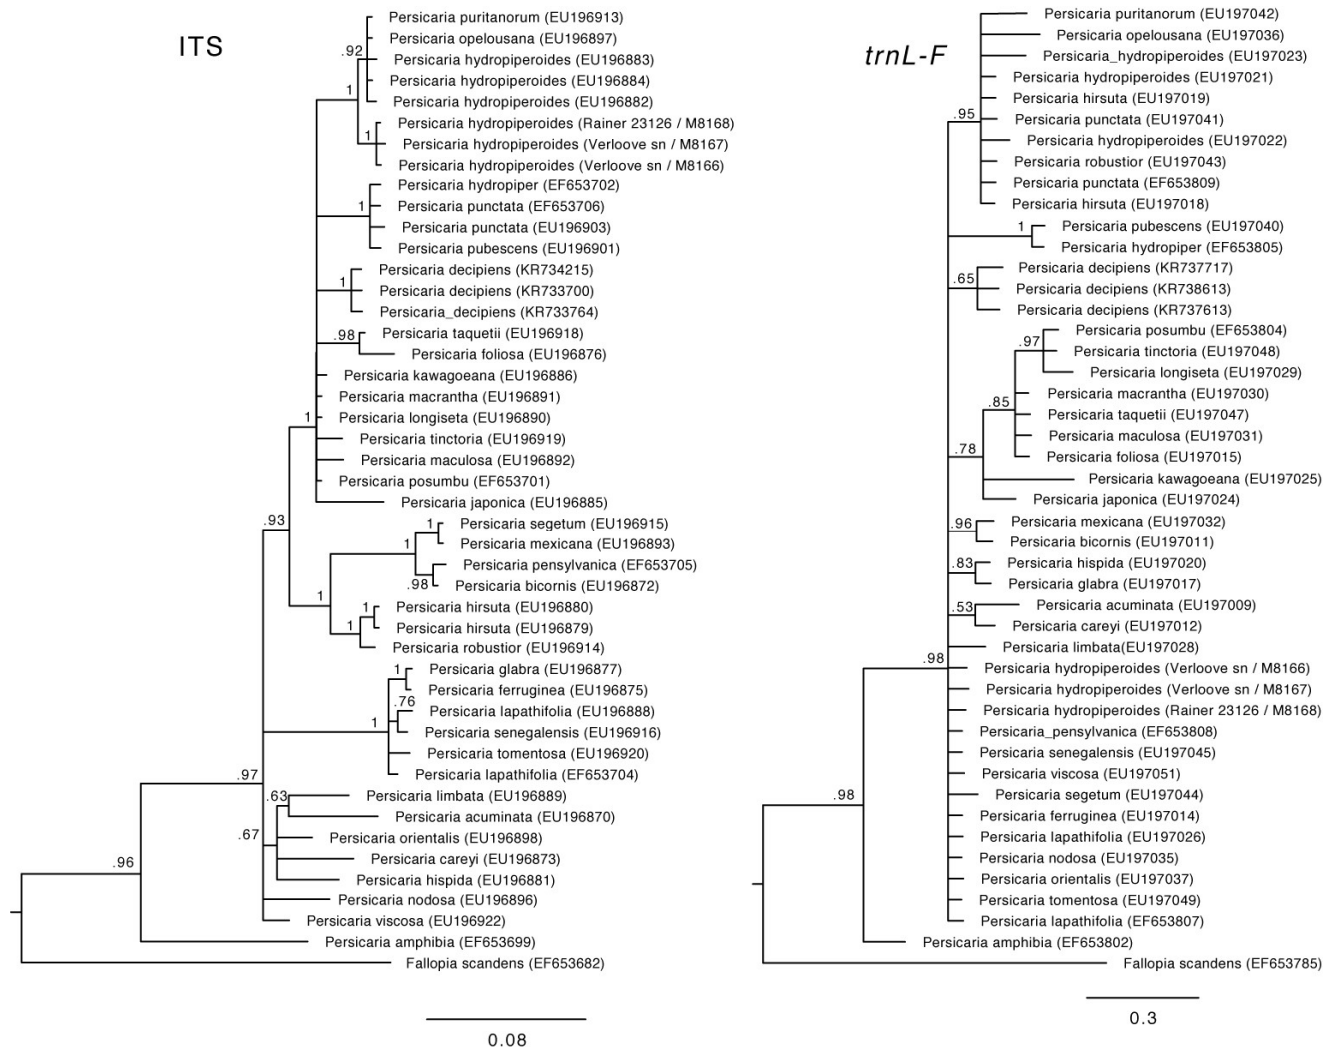 ITS
Persicaria puritanorum (EU196913)
Persicaria opelousana (EU196897)
.92
Persicaria hydropiperoides (EU196883)
Persicaria hydropiperoides (EU196884)
1
Persicaria hydropiperoides (EU196882)
Persicaria hydropiperoides (Rainer 23126 / M8168)
1
Persicaria hydropiperoides (Verloove sn / M8167)
Persicaria hydropiperoides (Verloove sn / M8166)
Persicaria hydropiper (EF653702)
1
Persicaria punctata (EF653706)
Persicaria punctata (EU196903)
Persicaria pubescens (EU196901)
Persicaria decipiens (KR734215)
1
Persicaria decipiens (KR733700)
Persicaria_decipiens (KR733764)
.98
Persicaria taquetii (EU196918)
Persicaria foliosa (EU196876)
Persicaria kawagoeana (EU196886)
Persicaria macrantha (EU196891)
1
Persicaria longiseta (EU196890)
Persicaria tinctoria (EU196919)
Persicaria maculosa (EU196892)
Persicaria posumbu (EF653701)
Persicaria japonica (EU196885)
.93
1
Persicaria segetum (EU196915)
1
Persicaria mexicana (EU196893)
Persicaria pensylvanica (EF653705)
.98
Persicaria bicornis (EU196872)
1
1
Persicaria hirsuta (EU196880)
1
Persicaria hirsuta (EU196879)
Persicaria robustior (EU196914)
1
Persicaria glabra (EU196877)
Persicaria ferruginea (EU196875)
.76
Persicaria lapathifolia (EU196888)
1
Persicaria senegalensis (EU196916)
Persicaria tomentosa (EU196920)
.97
Persicaria lapathifolia (EF653704)
.63
Persicaria limbata (EU196889)
Persicaria acuminata (EU196870)
.67
Persicaria orientalis (EU196898)
Persicaria careyi (EU196873)
.96
Persicaria hispida (EU196881)
Persicaria nodosa (EU196896)
Persicaria viscosa (EU196922)
Persicaria amphibia (EF653699)
Fallopia scandens (EF653682)
0.08
trnL-F
Persicaria puritanorum (EU197042)
Persicaria opelousana (EU197036)
Persicaria_hydropiperoides (EU197023)
Persicaria hydropiperoides (EU197021)
Persicaria hirsuta (EU197019)
.95
Persicaria punctata (EU197041)
Persicaria hydropiperoides (EU197022)
Persicaria robustior (EU197043)
Persicaria punctata (EF653809)
Persicaria hirsuta (EU197018)
1
Persicaria pubescens (EU197040)
Persicaria hydropiper (EF653805)
Persicaria decipiens (KR737717)
.65
Persicaria decipiens (KR738613)
Persicaria decipiens (KR737613)
Persicaria posumbu (EF653804)
.97
Persicaria tinctoria (EU197048)
Persicaria longiseta (EU197029)
Persicaria macrantha (EU197030)
.85
Persicaria taquetii (EU197047)
Persicaria maculosa (EU197031)
.78
Persicaria foliosa (EU197015)
Persicaria kawagoeana (EU197025)
Persicaria japonica (EU197024)
.96
Persicaria mexicana (EU197032)
Persicaria bicornis (EU197011)
.83
Persicaria hispida (EU197020)
Persicaria glabra (EU197017)
.53
Persicaria acuminata (EU197009)
Persicaria careyi (EU197012)
Persicaria limbata(EU197028)
.98
Persicaria hydropiperoides (Verloove sn / M8166)
Persicaria hydropiperoides (Verloove sn / M8167)
Persicaria hydropiperoides (Rainer 23126 / M8168)
Persicaria_pensylvanica (EF653808)
Persicaria senegalensis (EU197045)
Persicaria viscosa (EU197051)
.98
Persicaria segetum (EU197044)
Persicaria ferruginea (EU197014)
Persicaria lapathifolia (EU197026)
Persicaria nodosa (EU197035)
Persicaria orientalis (EU197037)
Persicaria tomentosa (EU197049)
Persicaria lapathifolia (EF653807)
Persicaria amphibia (EF653802)
Fallopia scandens (EF653785)
0.3